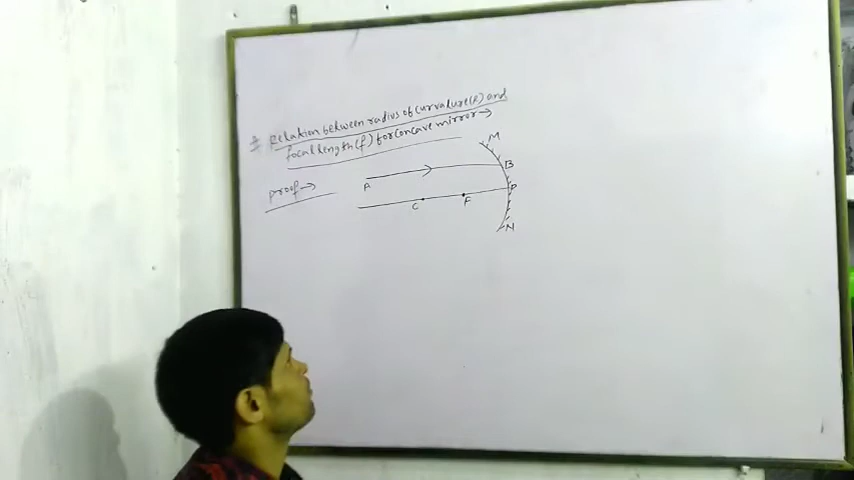 # Relation between radius of curvature(R) and
focal length(f) for concave mirror→
proof→
M
B
A
P
C
F
N